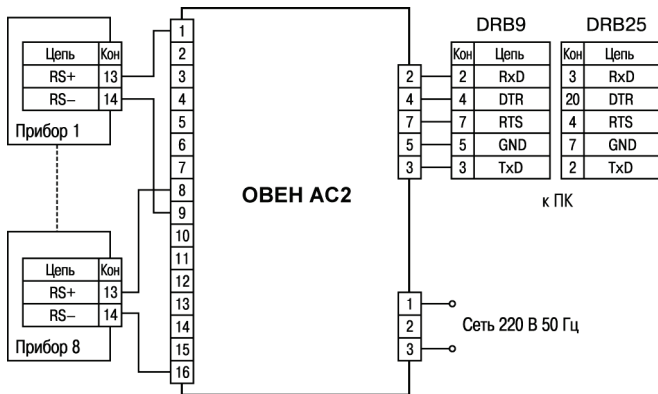 DRB9 DRB25
Цепь Кон
RS+ 13
RS– 14
Прибор 1
Цепь Кон
RS+ 13
RS– 14
Прибор 8
1
2
3
4
5
6
7
8
9
10
11
12
13
14
15
16
ОВЕН АС2
2
4
7
5
3
Кон Цепь
2 RxD
4 DTR
7 RTS
5 GND
3 TxD
Кон Цепь
3 RxD
20 DTR
4 RTS
7 GND
2 TxD
к ПК
1
2
3
Сеть 220 В 50 Гц